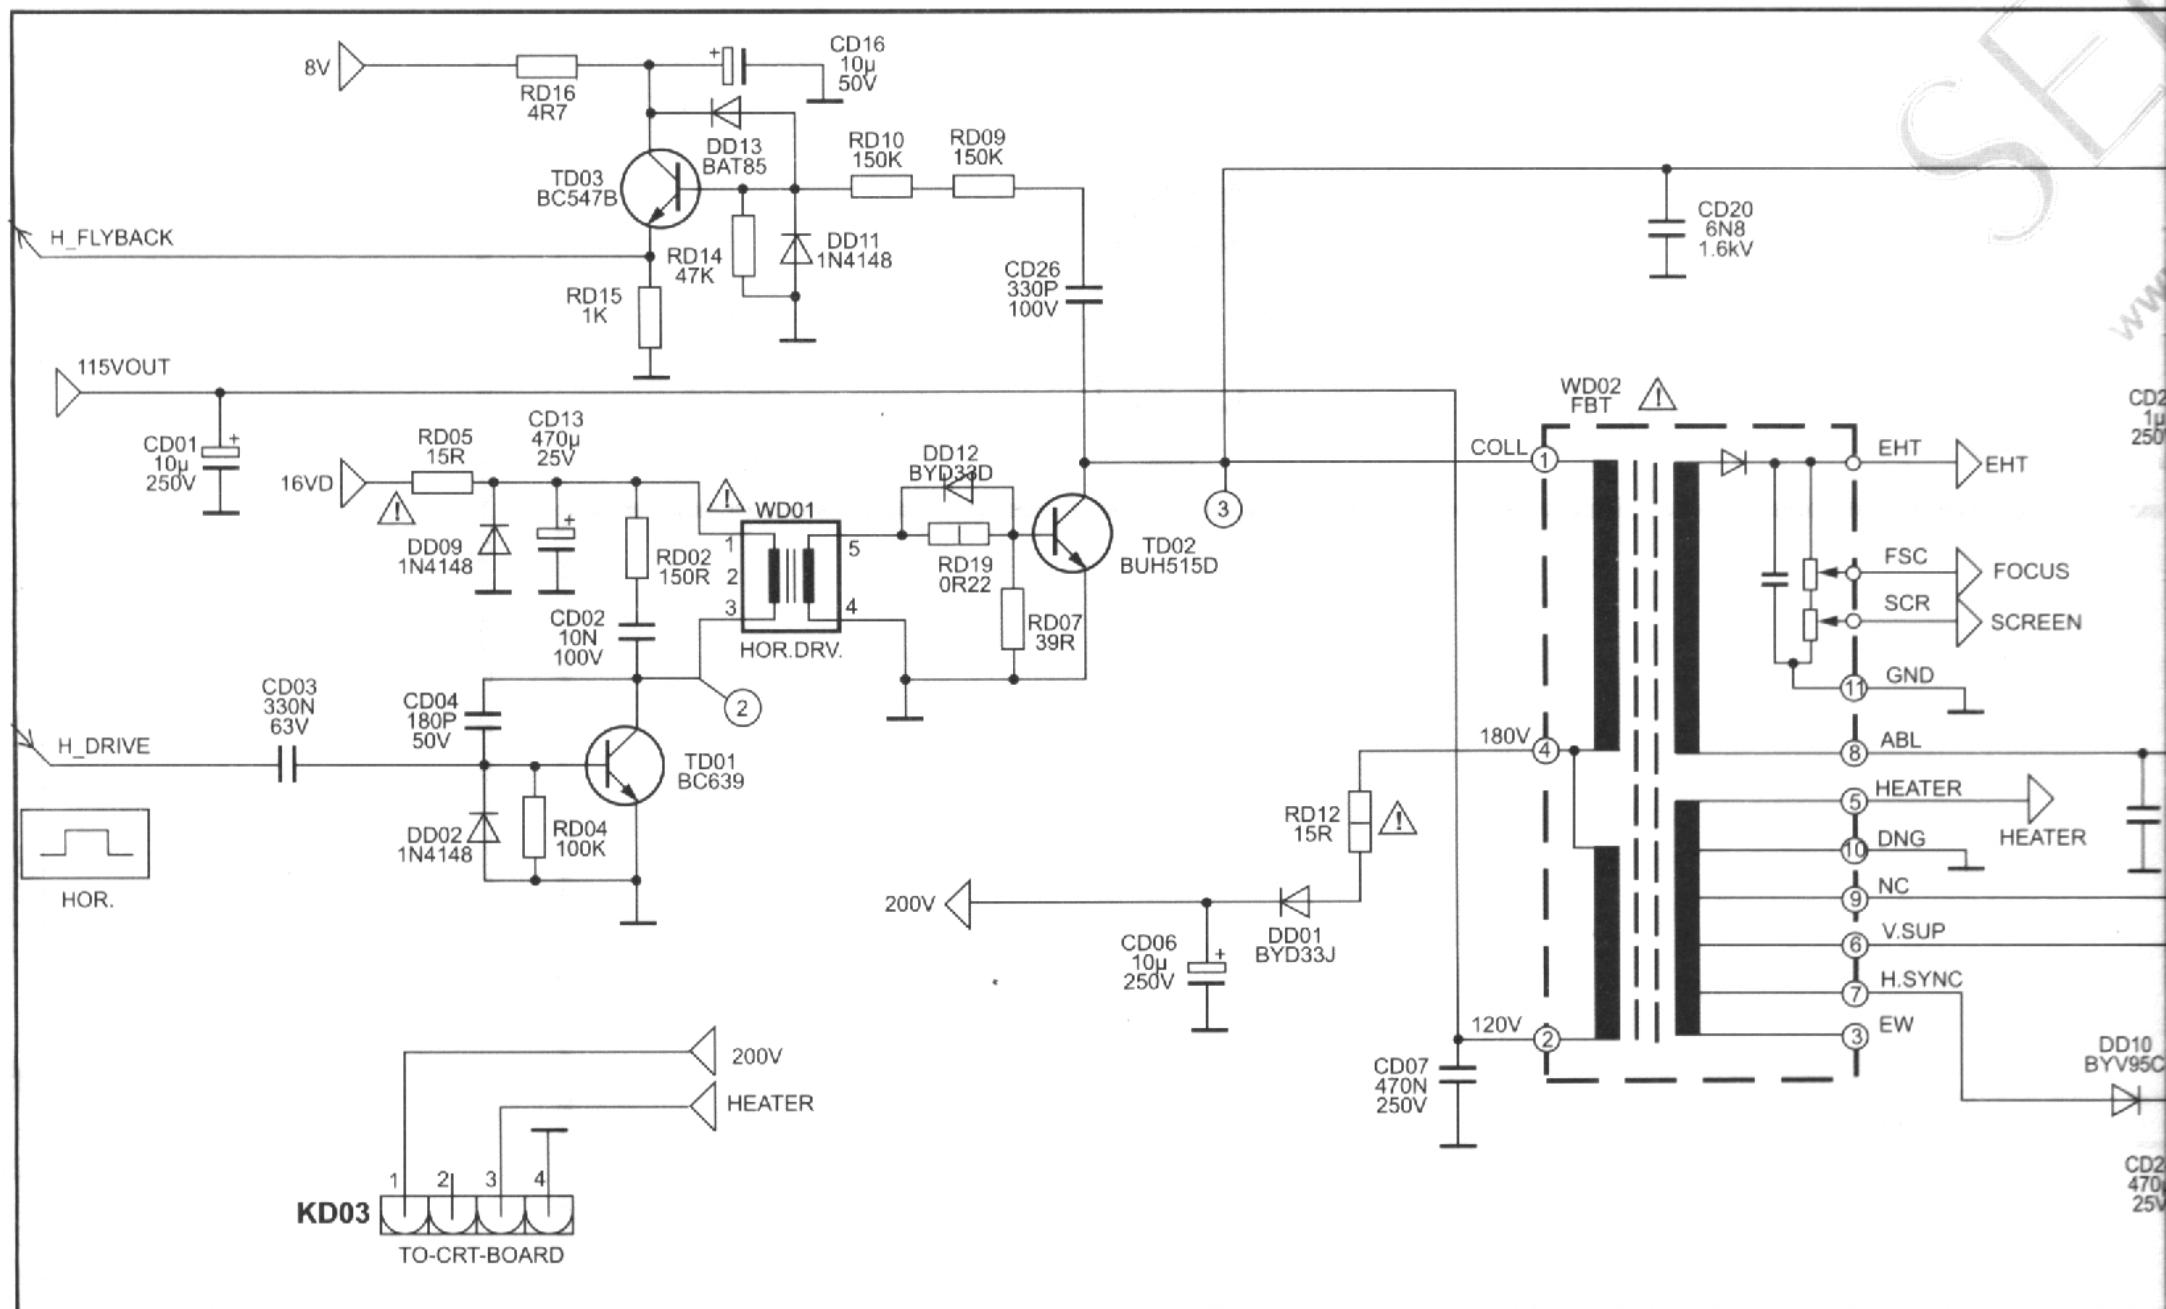 8V
RD16
4R7
CD16
10µ
50V
+
DD13
BAT85
TD03
BC547B
RD10
150K
RD09
150K
H_FLYBACK
RD14
47K
DD11
1N4148
RD15
1K
CD26
330P
100V
CD20
6N8
1.6kV
115VOUT
CD01
10µ
250V
+
16VD
RD05
15R
!
CD13
470µ
25V
+
DD09
1N4148
RD02
150R
CD02
10N
100V
!
WD01
1
2
3
5
4
HOR.DRV.
DD12
BYD33D
RD19
0R22
RD07
39R
TD02
BUH515D
3
2
WD02
FBT
!
COLL
1
EHT
EHT
FSC
FOCUS
SCR
SCREEN
11
GND
180V
4
8
ABL
5
HEATER
HEATER
10
DNG
9
NC
6
V.SUP
7
H.SYNC
3
EW
120V
2
CD03
330N
63V
CD04
180P
50V
H_DRIVE
TD01
BC639
DD02
1N4148
RD04
100K
HOR.
RD12
15R
!
200V
DD01
BYD33J
CD06
10µ
250V
+
CD07
470N
250V
DD10
BYV95C
200V
HEATER
1
2
3
4
KD03
TO-CRT-BOARD